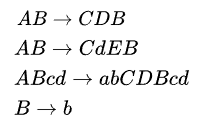 AB → CDB
AB → CdEB
ABcd → abCDBcd
B → b